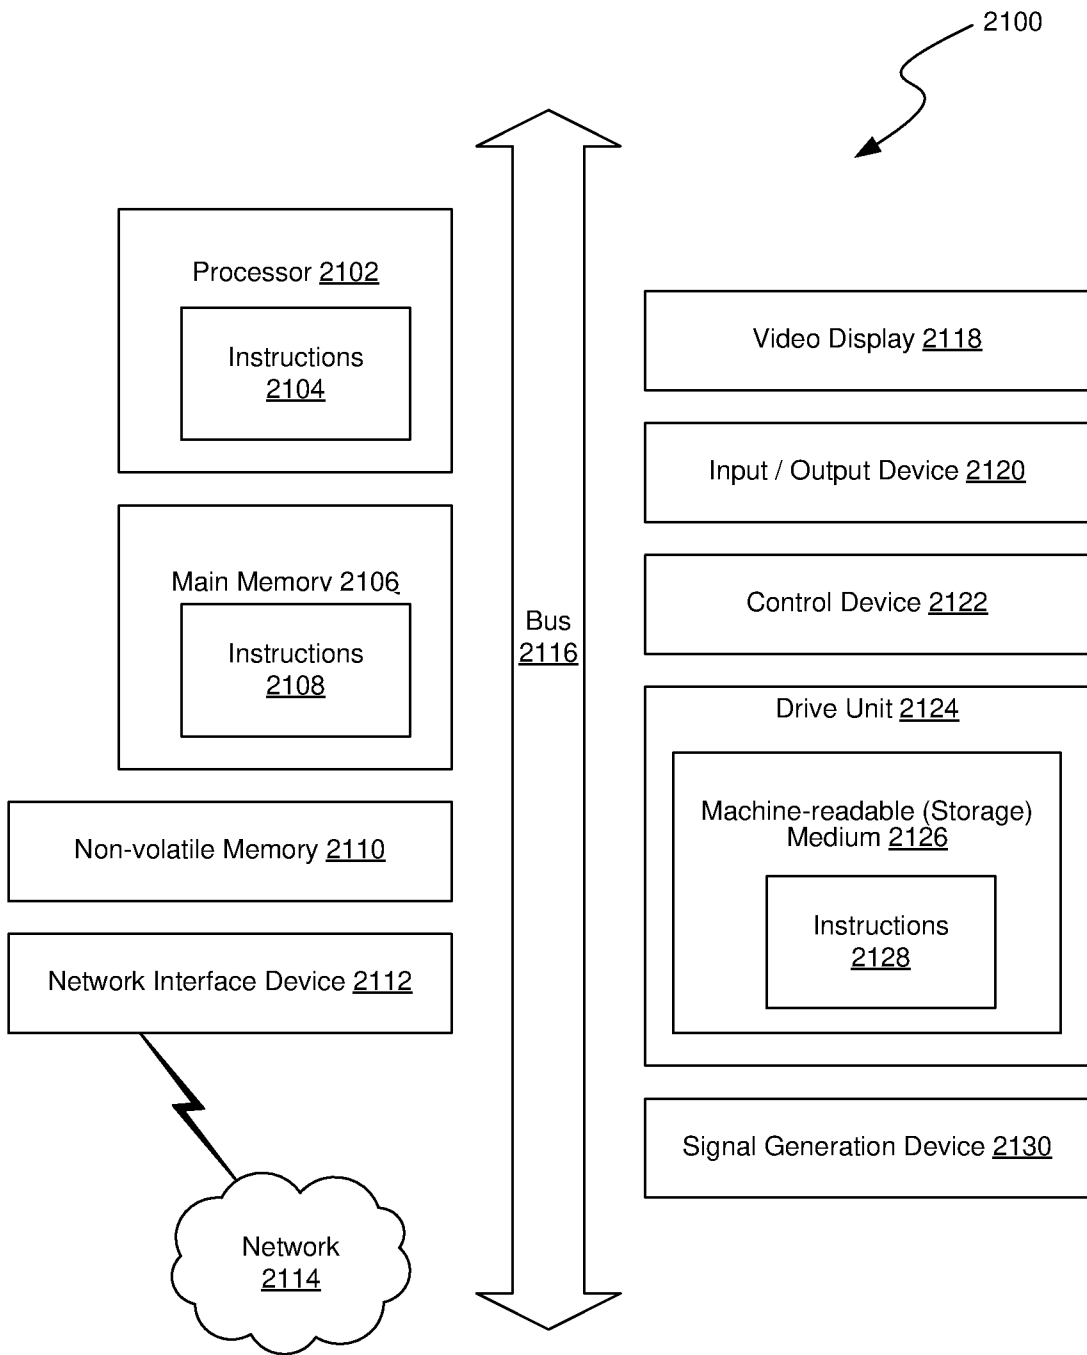 2100
Processor 2102
Instructions
2104
Main Memory 2106
Instructions
2108
Non-volatile Memory 2110
Network Interface Device 2112
Network
2114
Bus
2116
Video Display 2118
Input / Output Device 2120
Control Device 2122
Drive Unit 2124
Machine-readable (Storage)
Medium 2126
Instructions
2128
Signal Generation Device 2130